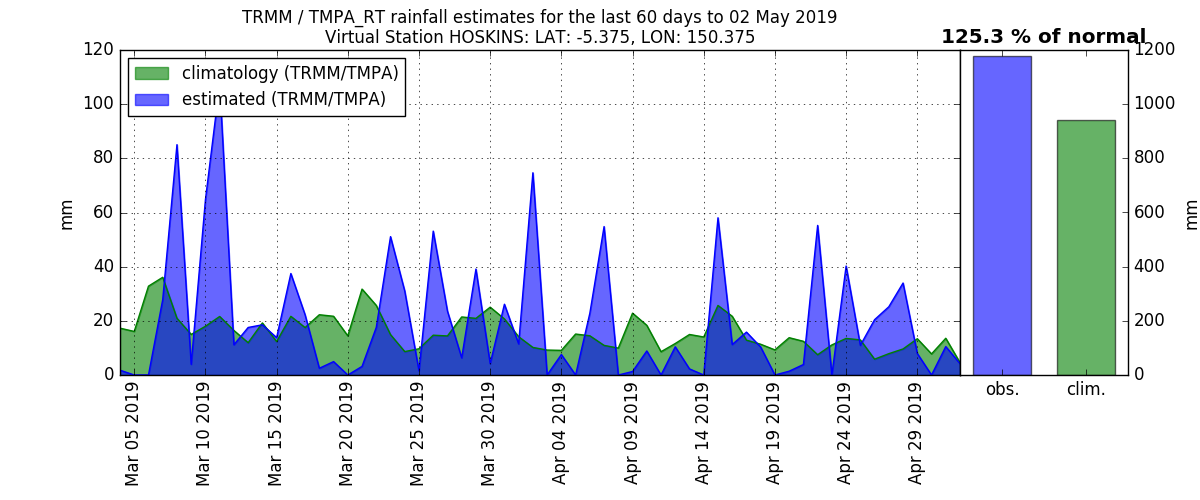 TRMM / TMPA_RT rainfall estimates for the last 60 days to 02 May 2019
Virtual Station HOSKINS: LAT: -5.375, LON: 150.375
125.3 % of normal
climatology (TRMM/TMPA)
estimated (TRMM/TMPA)
mm
120
100
80
60
40
20
0
Mar 05 2019
Mar 10 2019
Mar 15 2019
Mar 20 2019
Mar 25 2019
Mar 30 2019
Apr 04 2019
Apr 09 2019
Apr 14 2019
Apr 19 2019
Apr 24 2019
Apr 29 2019
obs.
clim.
1200
1000
800
600
400
200
0
mm